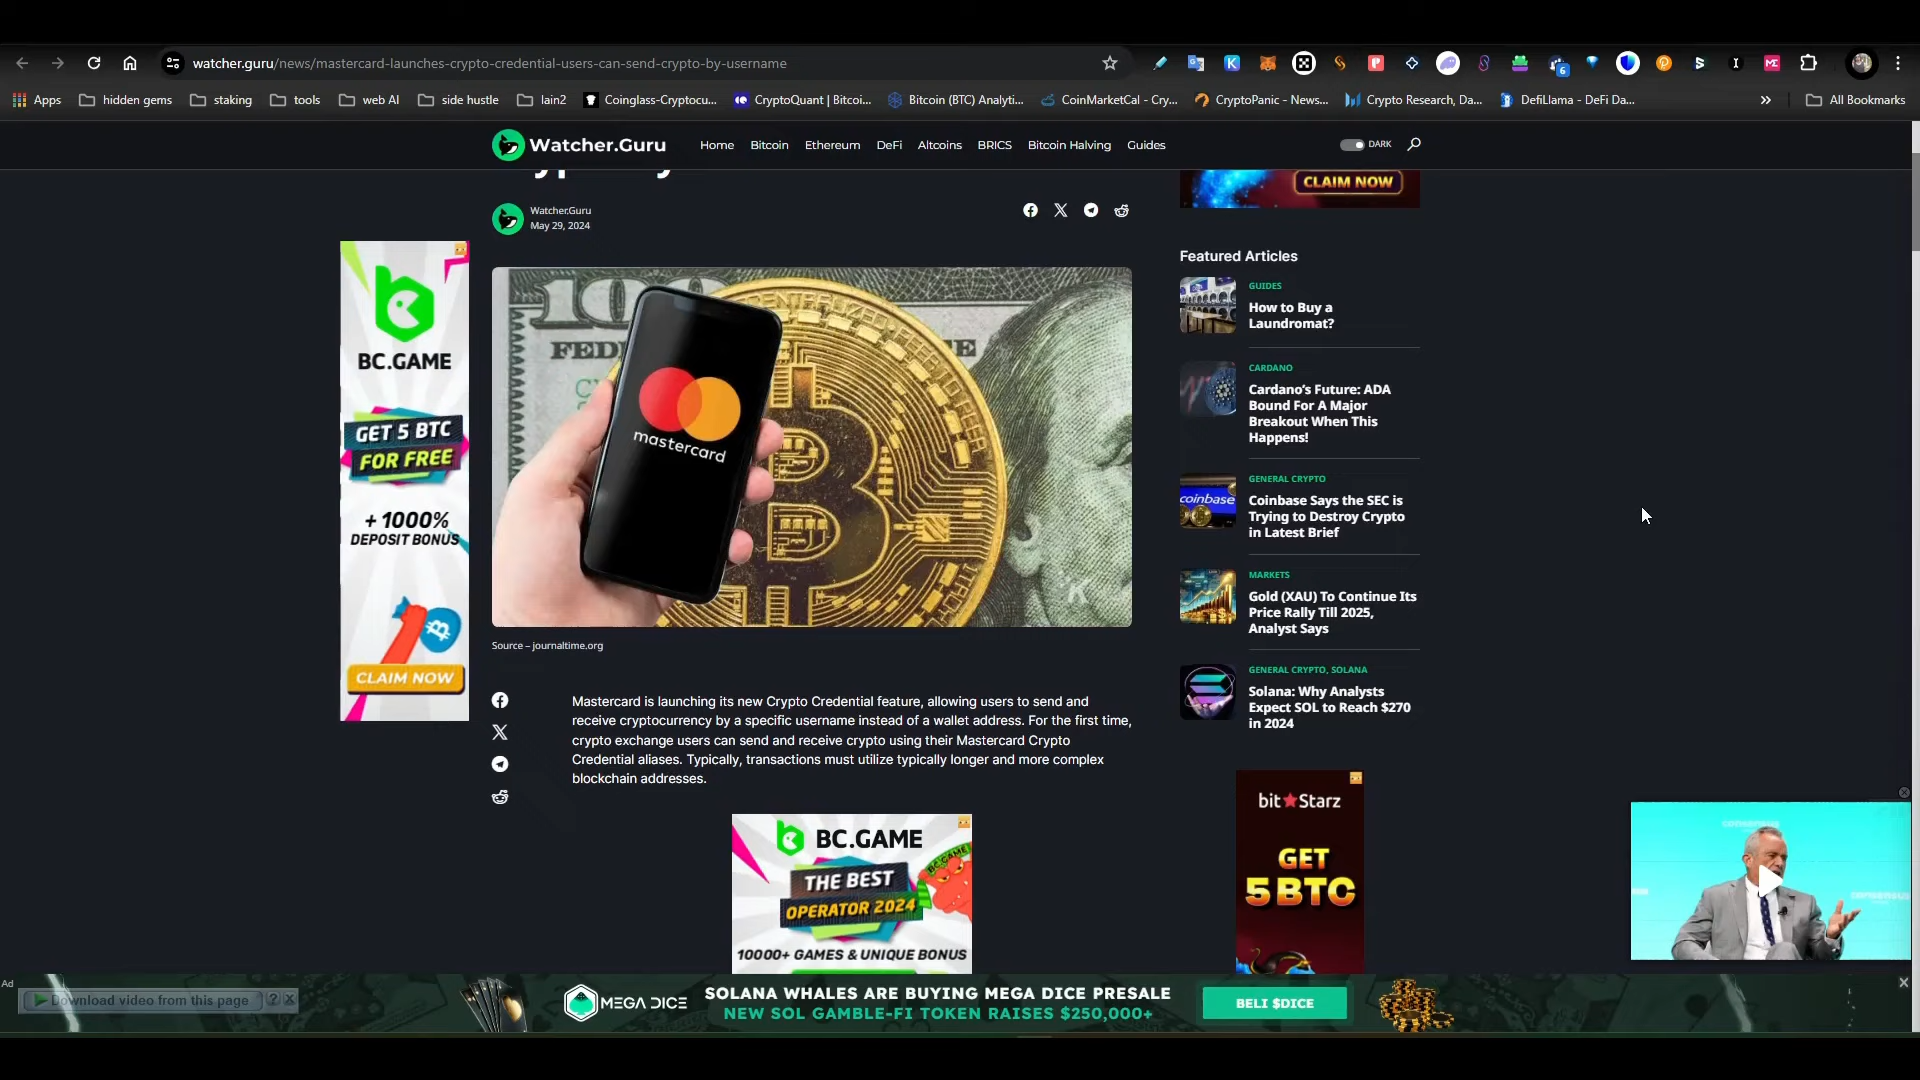 watcher.guru/news/mastercard-launches-crypto-credential-users-can-send-crypto-by-username
6
Apps
hidden gems
staking
tools
web AI
side hustle
lain2
Coinglass-Cryptocu...
CryptoQuant | Bitcoi...
Bitcoin (BTC) Analyti...
CoinMarketCal - Cry...
CryptoPanic - News...
Crypto Research, Da...
DefiLlama - DeFi Da...
All Bookmarks
Watcher.Guru
Home
Bitcoin
Ethereum
DeFi
Altcoins
BRICS
Bitcoin Halving
Guides
DARK
Watcher.Guru
May 29, 2024
CLAIM NOW
BC.GAME
GET 5 BTC
FOR FREE
+ 1000%
DEPOSIT BONUS
CLAIM NOW
100
FED
mastercard
Source – journaltime.org
Mastercard is launching its new Crypto Credential feature, allowing users to send and
receive cryptocurrency by a specific username instead of a wallet address. For the first time,
crypto exchange users can send and receive crypto using their Mastercard Crypto
Credential aliases. Typically, transactions must utilize typically longer and more complex
blockchain addresses.
BC.GAME
THE BEST
OPERATOR 2024
10000+ GAMES & UNIQUE BONUS
Featured Articles
GUIDES
How to Buy a
Laundromat?
CARDANO
Cardano's Future: ADA
Bound For A Major
Breakout When This
Happens!
coinbase
GENERAL CRYPTO
Coinbase Says the SEC is
Trying to Destroy Crypto
in Latest Brief
MARKETS
Gold (XAU) To Continue Its
Price Rally Till 2025,
Analyst Says
GENERAL CRYPTO, SOLANA
Solana: Why Analysts
Expect SOL to Reach $270
in 2024
bitStarz
GET
5 BTC
consensus
Ad
Download video from this page
? X
MEGA DICE
SOLANA WHALES ARE BUYING MEGA DICE PRESALE
NEW SOL GAMBLE-FI TOKEN RAISES $250,000+
BELI $DICE